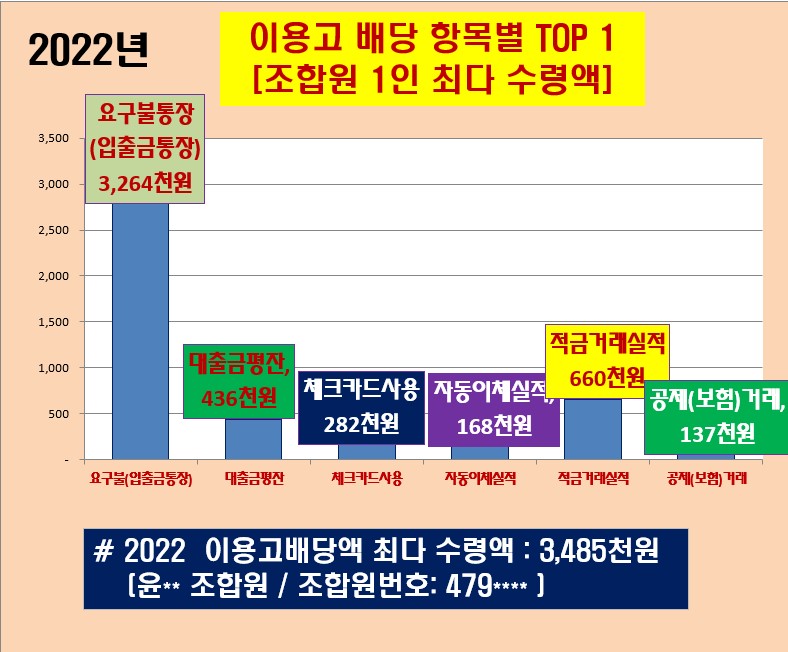 2022년
이용고 배당 항목별 TOP 1
[조합원 1인 최다 수령액]
요구불통장
(입출금통장)
3,264천원
3,500
3,000
2,500
2,000
1,500
1,000
500
-
대출금평잔,
436천원
체크카드사용
282천원
자동이체실적,
168천원
적금거래실적
660천원
공제(보험)거래,
137천원
요구불(입출금통장)
대출금평잔
체크카드사용
자동이체실적
적금거래실적
공제(보험)거래
# 2022 이용고배당액 최다 수령액 : 3,485천원
(윤** 조합원 / 조합원번호: 479**** )